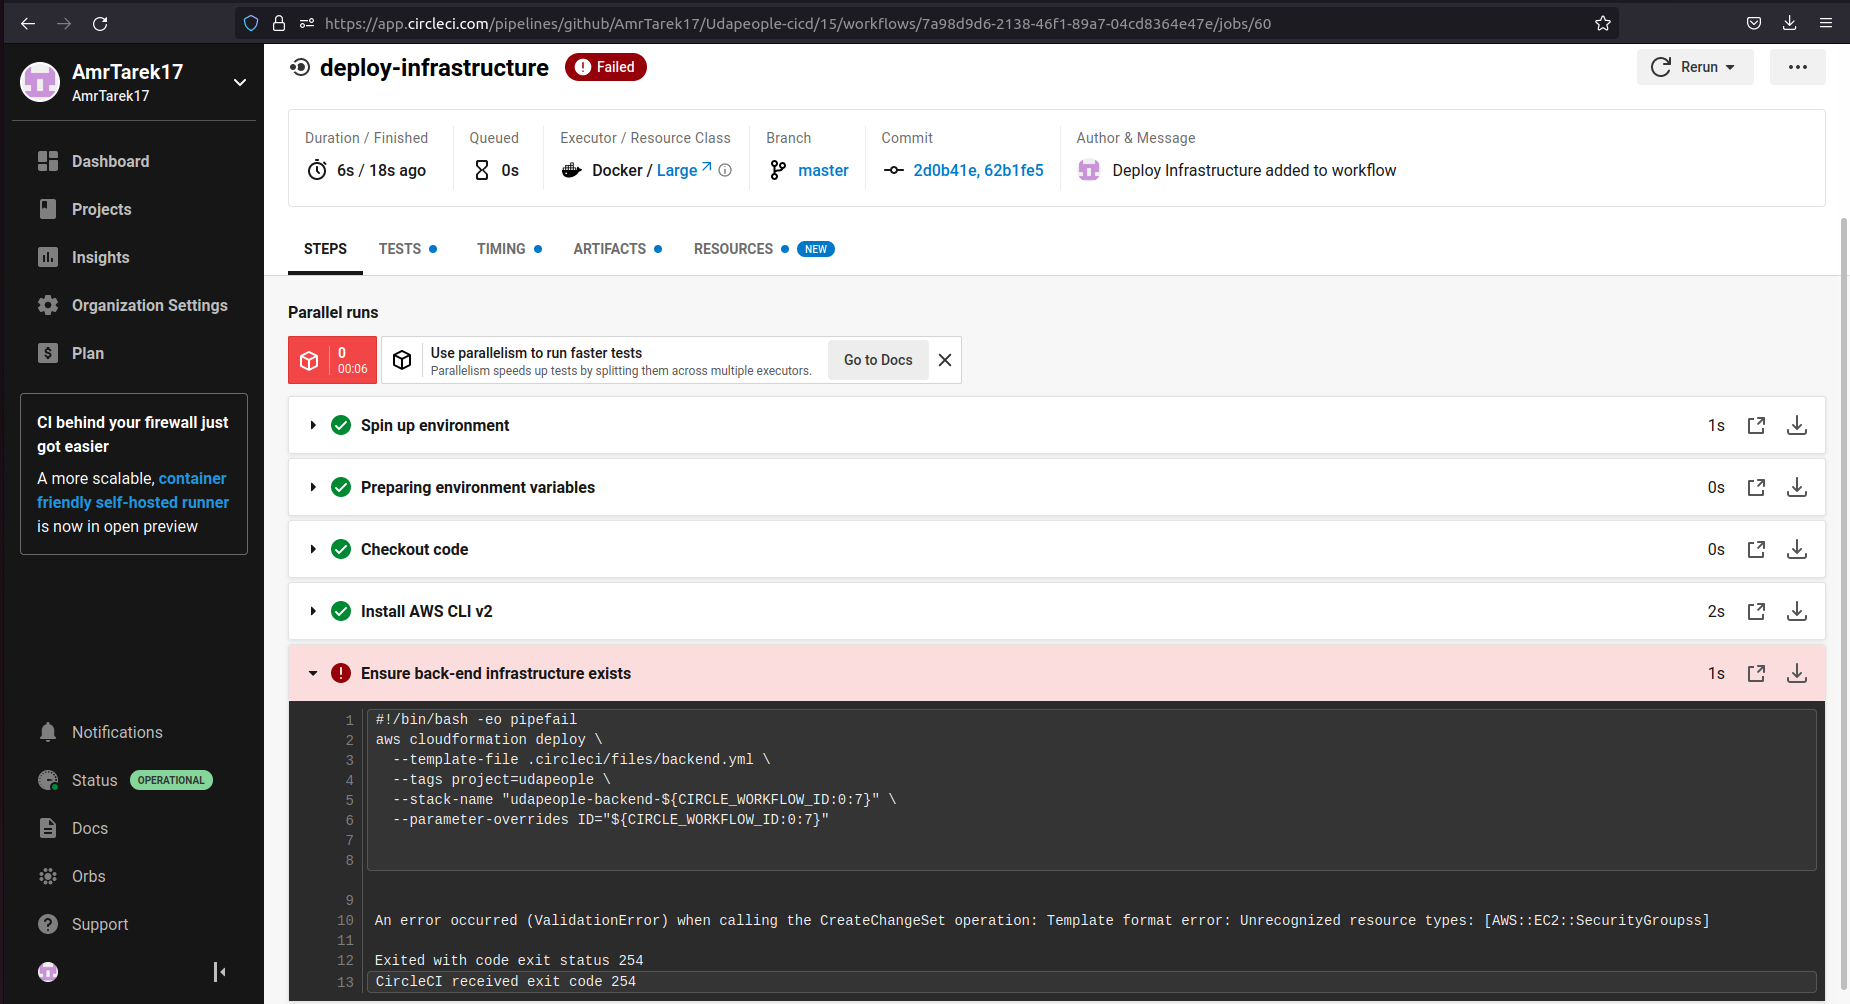 https://app.circleci.com/pipelines/github/AmrTarek17/Udapeople-cicd/15/workflows/7a98d9d6-2138-46f1-89a7-04cd8364e47e/jobs/60
AmrTarek17
AmrTarek17
Dashboard
Projects
Insights
Organization Settings
Plan
CI behind your firewall just
got easier
A more scalable, container
friendly self-hosted runner
is now in open preview
Notifications
Status OPERATIONAL
Docs
Orbs
Support
deploy-infrastructure Failed
Rerun
Duration / Finished
6s / 18s ago
Queued
0s
Executor / Resource Class
Docker / Large
Branch
master
Commit
2d0b41e, 62b1fe5
Author & Message
Deploy Infrastructure added to workflow
STEPS TESTS TIMING ARTIFACTS RESOURCES NEW
Parallel runs
0
00:06
Use parallelism to run faster tests
Parallelism speeds up tests by splitting them across multiple executors.
Go to Docs
Spin up environment 1s
Preparing environment variables 0s
Checkout code 0s
Install AWS CLI v2 2s
Ensure back-end infrastructure exists 1s
1 #!/bin/bash -eo pipefail
2 aws cloudformation deploy \
3 --template-file .circleci/files/backend.yml \
4 --tags project=udapeople \
5 --stack-name "udapeople-backend-${CIRCLE_WORKFLOW_ID:0:7}" \
6 --parameter-overrides ID="${CIRCLE_WORKFLOW_ID:0:7}"
7
8
9
10 An error occurred (ValidationError) when calling the CreateChangeSet operation: Template format error: Unrecognized resource types: [AWS::EC2::SecurityGroupss]
11
12 Exited with code exit status 254
13 CircleCI received exit code 254